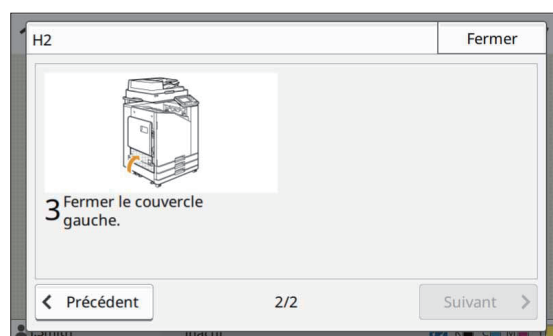 H2
Fermer
3 Fermer le couvercle
gauche.
Précédent
2/2
Suivant